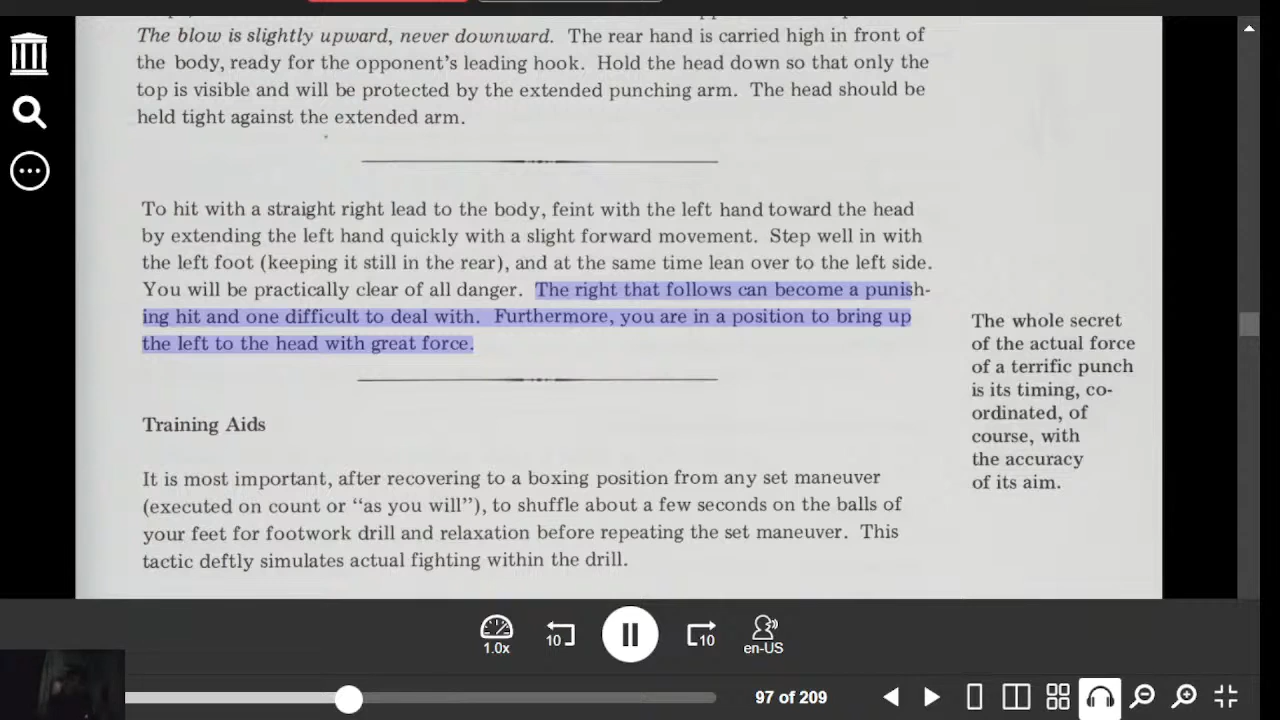 The blow is slightly upward, never downward. The rear hand is carried high in front of
the body, ready for the opponent's leading hook. Hold the head down so that only the
top is visible and will be protected by the extended punching arm. The head should be
held tight against the extended arm.
To hit with a straight right lead to the body, feint with the left hand toward the head
by extending the left hand quickly with a slight forward movement. Step well in with
the left foot (keeping it still in the rear), and at the same time lean over to the left side.
You will be practically clear of all danger. The right that follows can become a punish-
ing hit and one difficult to deal with. Furthermore, you are in a position to bring up
the left to the head with great force.
The whole secret
of the actual force
of a terrific punch
is its timing, co-
ordinated, of
course, with
the accuracy
of its aim.
Training Aids
It is most important, after recovering to a boxing position from any set maneuver
(executed on count or “as you will”), to shuffle about a few seconds on the balls of
your feet for footwork drill and relaxation before repeating the set maneuver. This
tactic deftly simulates actual fighting within the drill.
1.0x
10
10
en-US
97 of 209